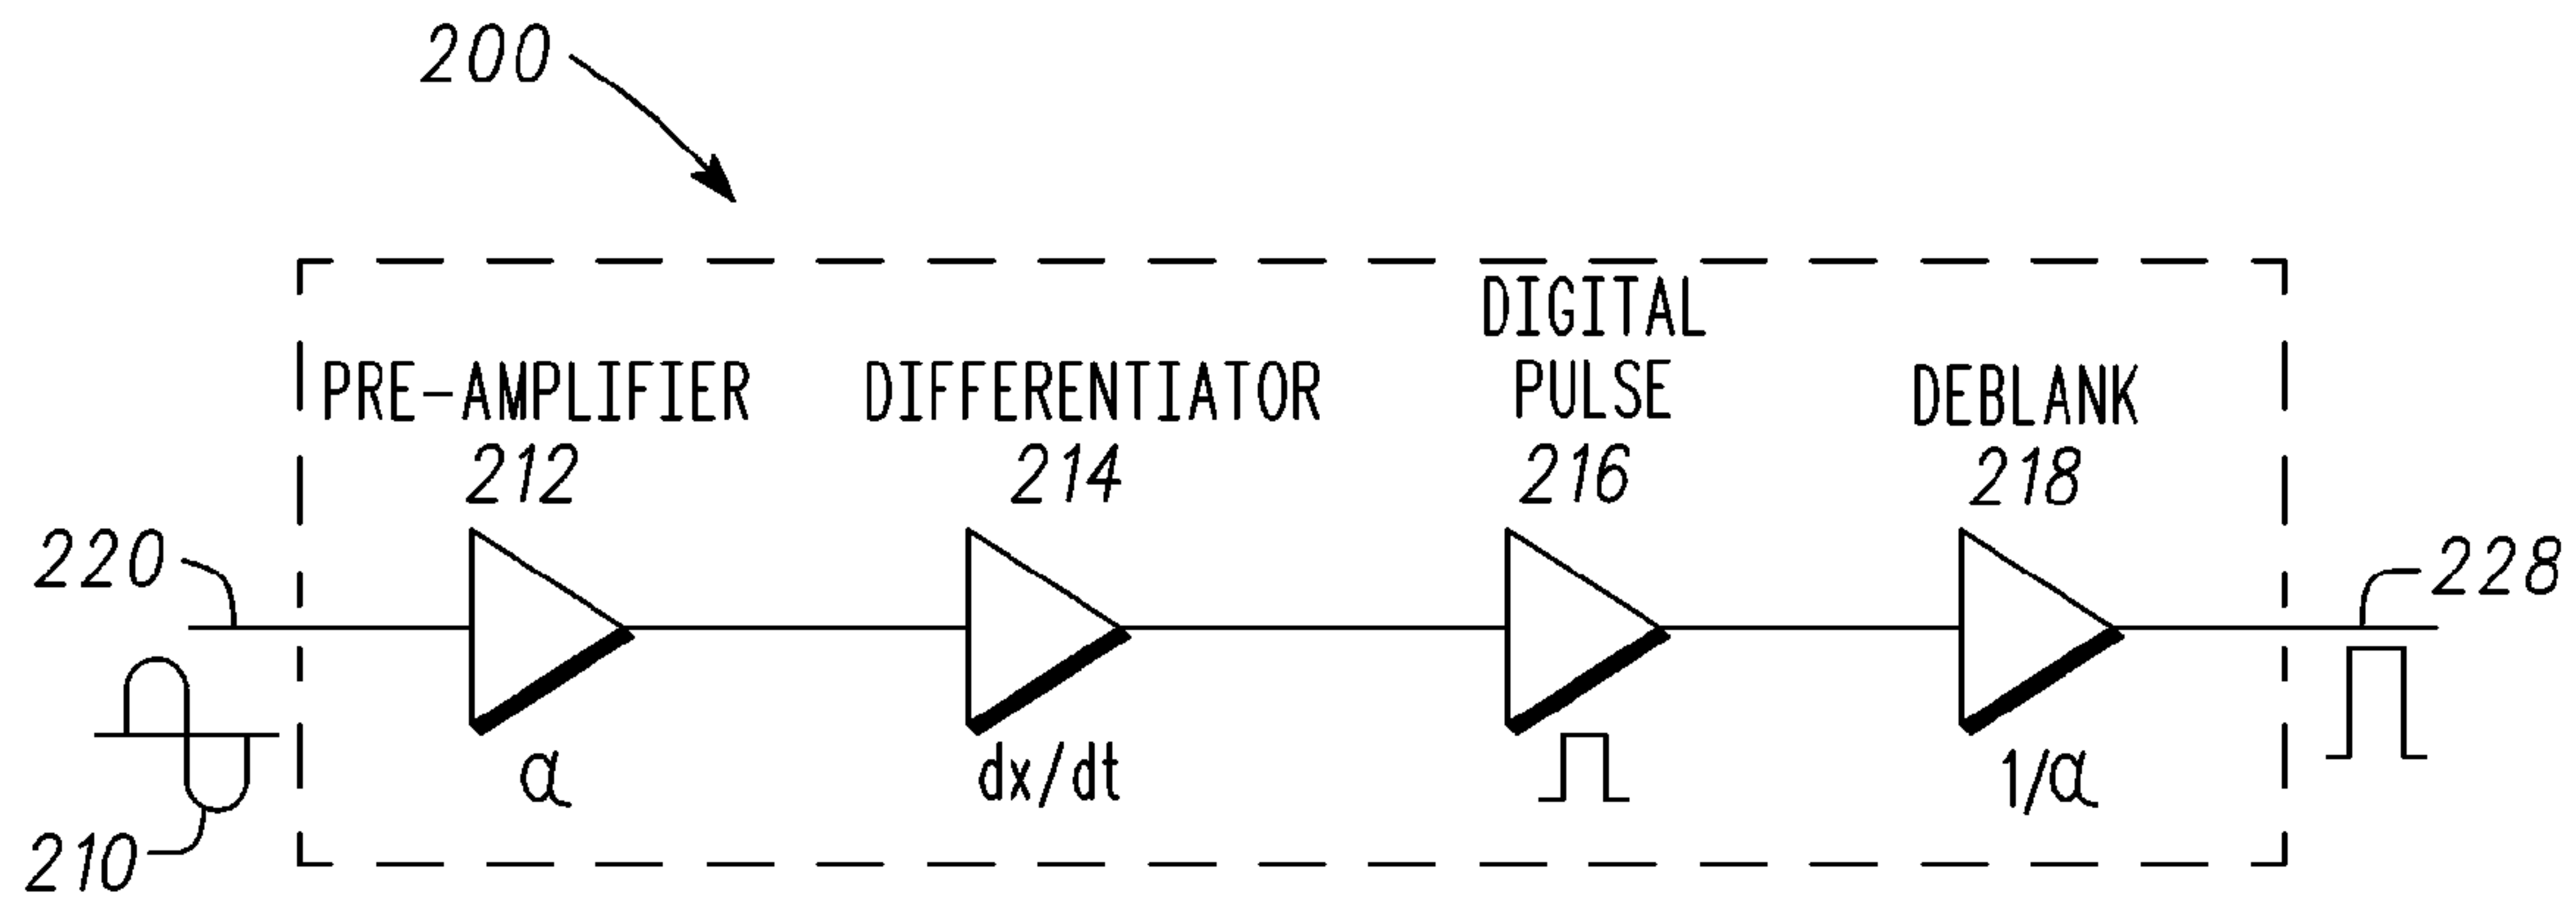 200
DIGITAL
PULSE
216
PRE-AMPLIFIER
212
DIFFERENTIATOR
214
DEBLANK
218
220
228
210
α
dx/dt
1/α